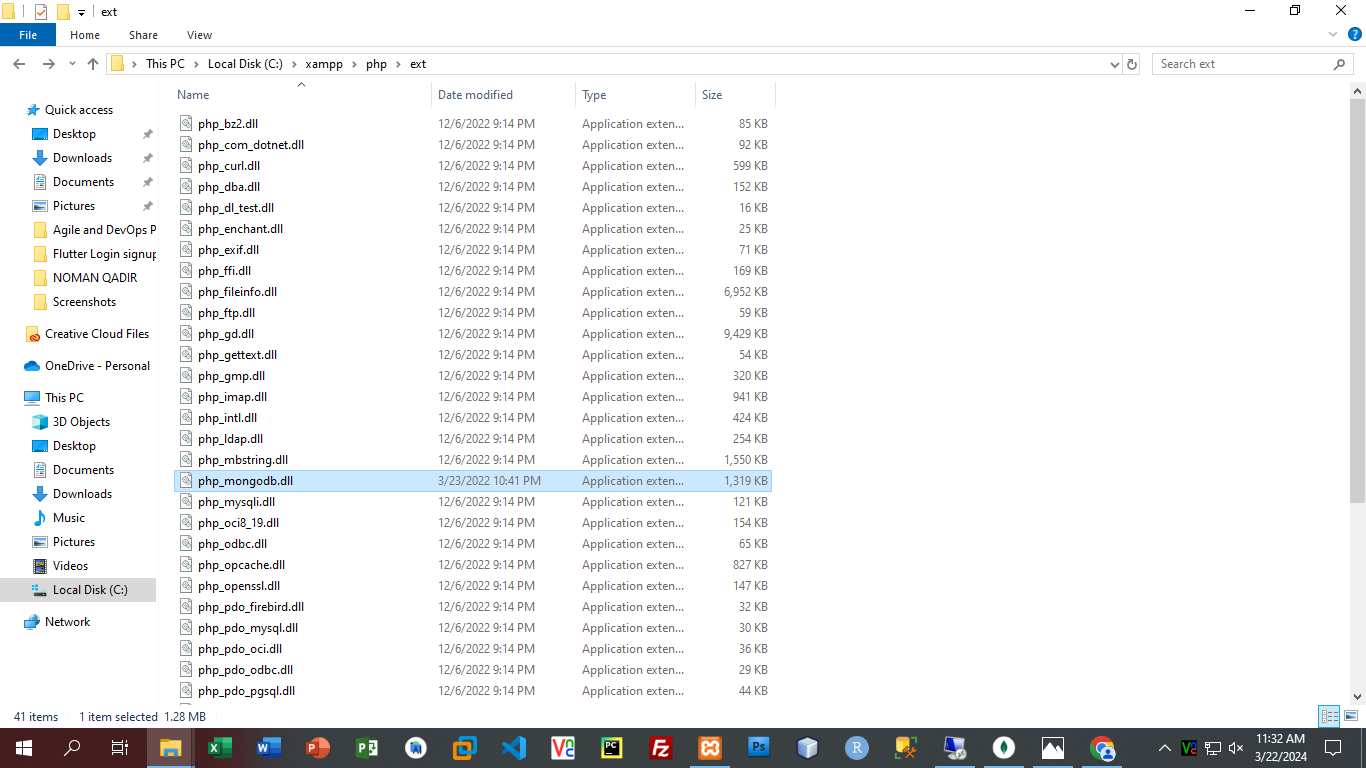 ext
File Home Share View
This PC Local Disk (C:) xampp php ext
Search ext
Name Date modified Type Size
Quick access
Desktop
Downloads
Documents
Pictures
Agile and DevOps P
Flutter Login signup
NOMAN QADIR
Screenshots
Creative Cloud Files
OneDrive - Personal
This PC
3D Objects
Desktop
Documents
Downloads
Music
Pictures
Videos
Local Disk (C:)
Network
php_bz2.dll 12/6/2022 9:14 PM Application exten... 85 KB
php_com_dotnet.dll 12/6/2022 9:14 PM Application exten... 92 KB
php_curl.dll 12/6/2022 9:14 PM Application exten... 599 KB
php_dba.dll 12/6/2022 9:14 PM Application exten... 152 KB
php_dl_test.dll 12/6/2022 9:14 PM Application exten... 16 KB
php_enchant.dll 12/6/2022 9:14 PM Application exten... 25 KB
php_exif.dll 12/6/2022 9:14 PM Application exten... 71 KB
php_ffi.dll 12/6/2022 9:14 PM Application exten... 169 KB
php_fileinfo.dll 12/6/2022 9:14 PM Application exten... 6,952 KB
php_ftp.dll 12/6/2022 9:14 PM Application exten... 59 KB
php_gd.dll 12/6/2022 9:14 PM Application exten... 9,429 KB
php_gettext.dll 12/6/2022 9:14 PM Application exten... 54 KB
php_gmp.dll 12/6/2022 9:14 PM Application exten... 320 KB
php_imap.dll 12/6/2022 9:14 PM Application exten... 941 KB
php_intl.dll 12/6/2022 9:14 PM Application exten... 424 KB
php_ldap.dll 12/6/2022 9:14 PM Application exten... 254 KB
php_mbstring.dll 12/6/2022 9:14 PM Application exten... 1,550 KB
php_mongodb.dll 3/23/2022 10:41 PM Application exten... 1,319 KB
php_mysqli.dll 12/6/2022 9:14 PM Application exten... 121 KB
php_oci8_19.dll 12/6/2022 9:14 PM Application exten... 154 KB
php_odbc.dll 12/6/2022 9:14 PM Application exten... 65 KB
php_opcache.dll 12/6/2022 9:14 PM Application exten... 827 KB
php_openssl.dll 12/6/2022 9:14 PM Application exten... 147 KB
php_pdo_firebird.dll 12/6/2022 9:14 PM Application exten... 32 KB
php_pdo_mysql.dll 12/6/2022 9:14 PM Application exten... 30 KB
php_pdo_oci.dll 12/6/2022 9:14 PM Application exten... 36 KB
php_pdo_odbc.dll 12/6/2022 9:14 PM Application exten... 29 KB
php_pdo_pgsql.dll 12/6/2022 9:14 PM Application exten... 44 KB
41 items 1 item selected 1.28 MB
11:32 AM
3/22/2024